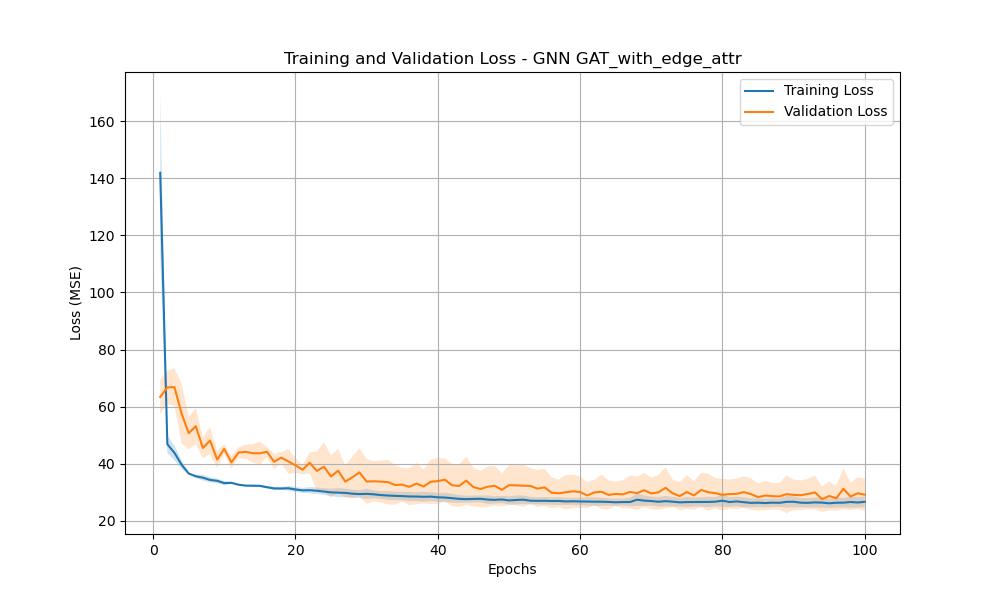 Training and Validation Loss - GNN GAT_with_edge_attr
Training Loss
Validation Loss
160
140
120
100
80
60
40
20
Loss (MSE)
0 20 40 60 80 100
Epochs